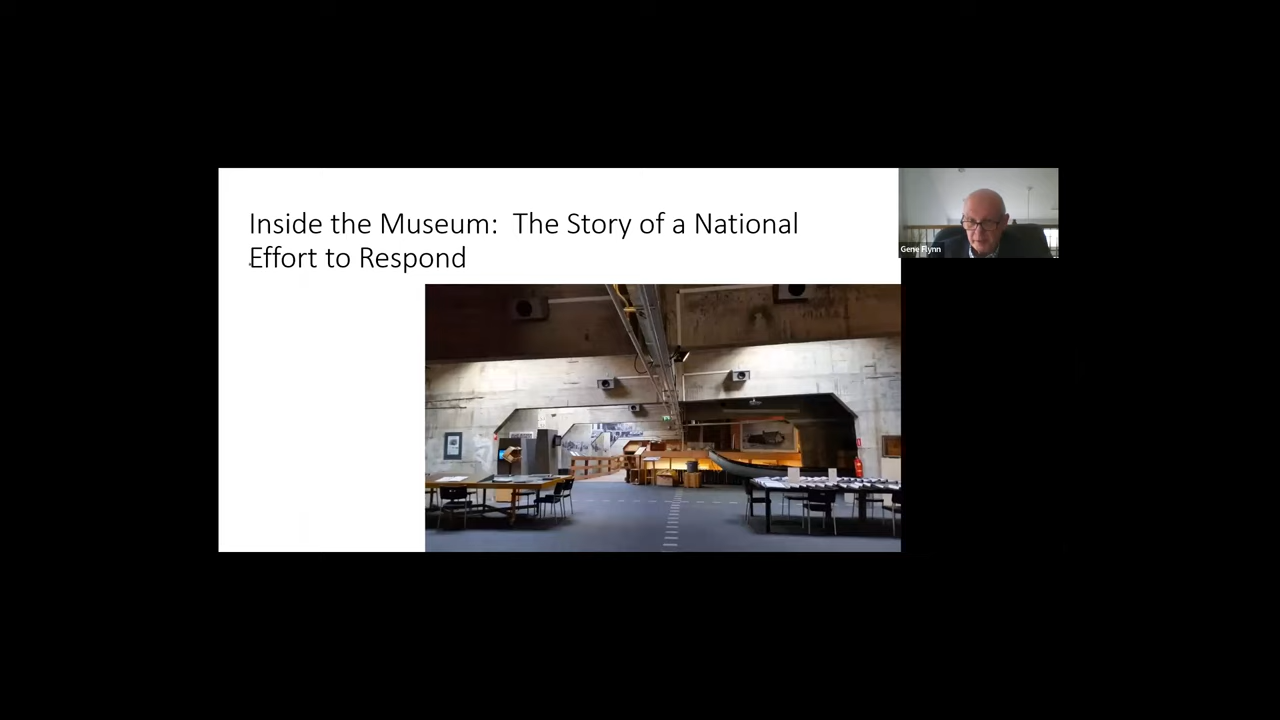 Inside the Museum:  The Story of a National
Effort to Respond
Gene Flynn